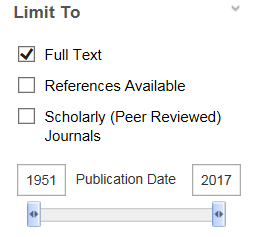 Limit To
Full Text
References Available
Scholarly (Peer Reviewed)
Journals
1951 Publication Date 2017